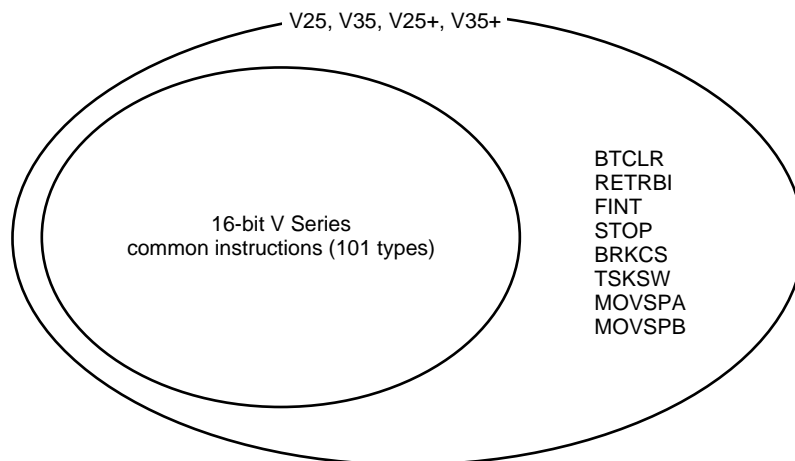 V25, V35, V25+, V35+
16-bit V Series
common instructions (101 types)
BTCLR
RETRBI
FINT
STOP
BRKCS
TSKSW
MOVSPA
MOVSPB